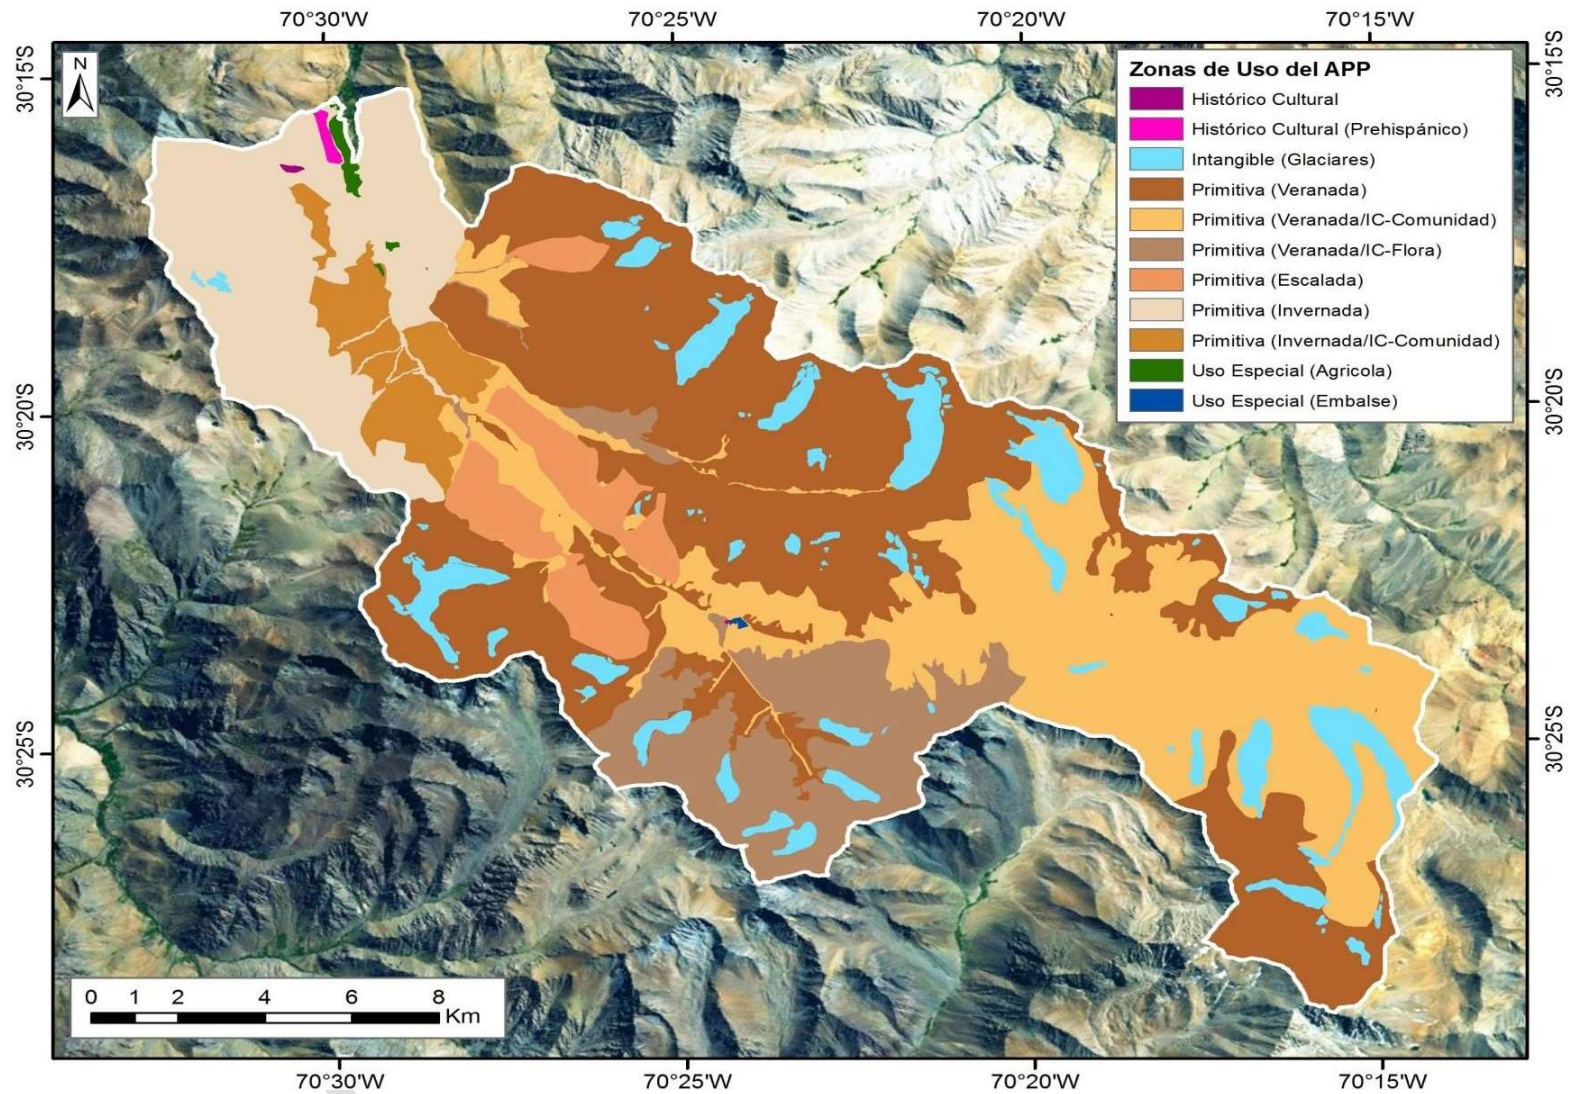 70°30'W 70°25'W 70°20'W 70°15'W
30°15'S
30°15'S
N
Zonas de Uso del APP
Histórico Cultural
Histórico Cultural (Prehispánico)
Intangible (Glaciares)
Primitiva (Veranada)
Primitiva (Veranada/IC-Comunidad)
Primitiva (Veranada/IC-Flora)
Primitiva (Escalada)
Primitiva (Invernada)
Primitiva (Invernada/IC-Comunidad)
Uso Especial (Agricola)
Uso Especial (Embalse)
30°20'S
30°20'S
30°25'S
30°25'S
0 1 2 4 6 8
Km
70°30'W 70°25'W 70°20'W 70°15'W